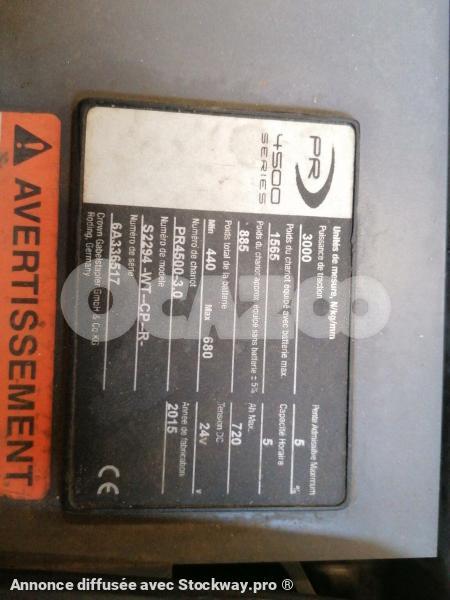 AVERTISSEMENT
PR
4500
SERIES
Unités de mesure, N/kg/min
Puissance de traction
3000
Pente Admissible Maximum
5 %
Poids du chariot équipé avec batterie max.
1565
Capacité Horaire
5
Poids du chariot approx. équipé sans batterie ± 5%
885
Ah Max.
720
Poids total de la batterie
Min 440 Max 680
Tension DC
24V v
Numéro de chariot
PR4500-3.0
Année de fabrication
2015
Numéro de modèle
S2294-WT-CP-R-
Numéro de série
6A336517
Crown Gabelstapler GmbH & Co KG
Roding, Germany
CE
Annonce diffusée avec Stockway.pro ®